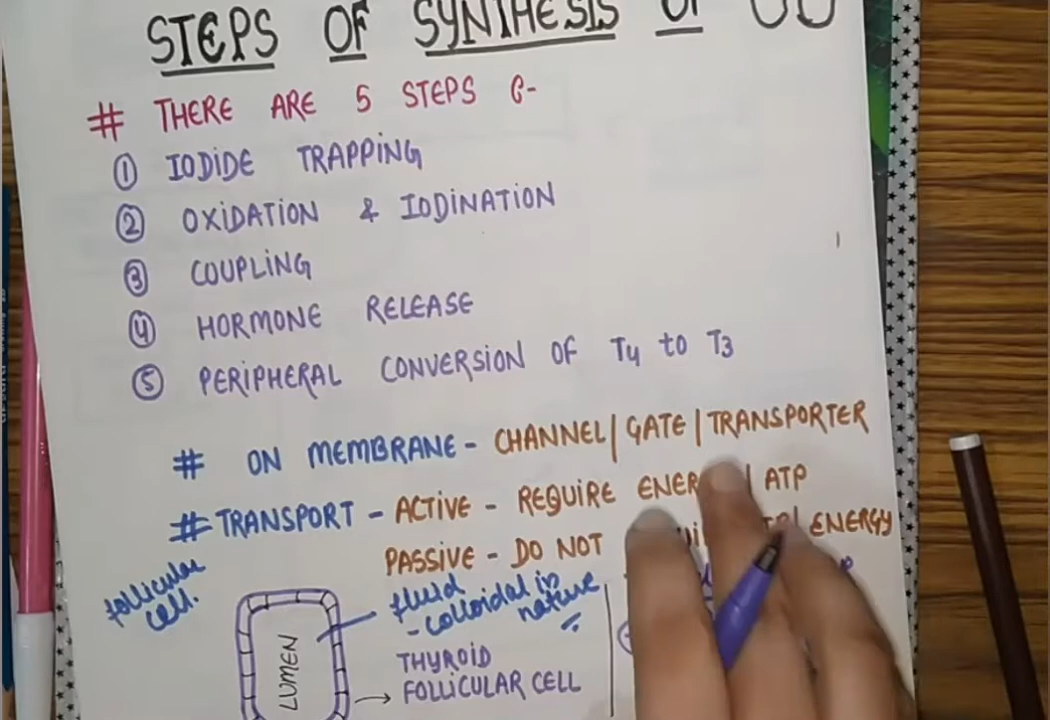 STEPS OF SYNTHESIS OF
# THERE ARE 5 STEPS :-
① IODIDE TRAPPING
② OXIDATION & IODINATION
③ COUPLING
④ HORMONE RELEASE
⑤ PERIPHERAL CONVERSION OF T4 to T3
# ON MEMBRANE - CHANNEL / GATE / TRANSPORTER
# TRANSPORT - ACTIVE - REQUIRE / ATP
PASSIVE - DO NOT / ENERGY
follicular cell.
fluid
- colloidal in nature
LUMEN
THYROID
→ FOLLICULAR CELL